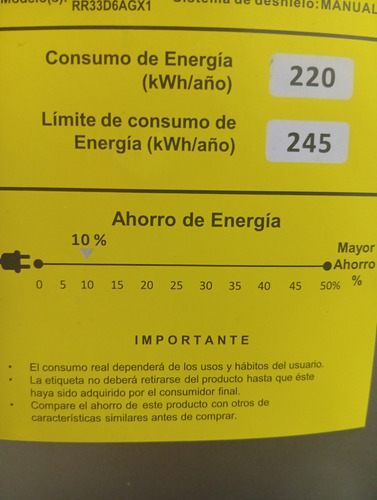 Modelo(s): RR33D6AGX1 Sistema de deshielo: MANUAL
Consumo de Energía
(kWh/año)
220
Límite de consumo de
Energía (kWh/año)
245
Ahorro de Energía
10 %
Mayor
Ahorro
%
0 5 10 15 20 25 30 35 40 45 50%
IMPORTANTE
• El consumo real dependerá de los usos y hábitos del usuario.
• La etiqueta no deberá retirarse del producto hasta que éste
haya sido adquirido por el consumidor final.
• Compare el ahorro de este producto con otros de
características similares antes de comprar.